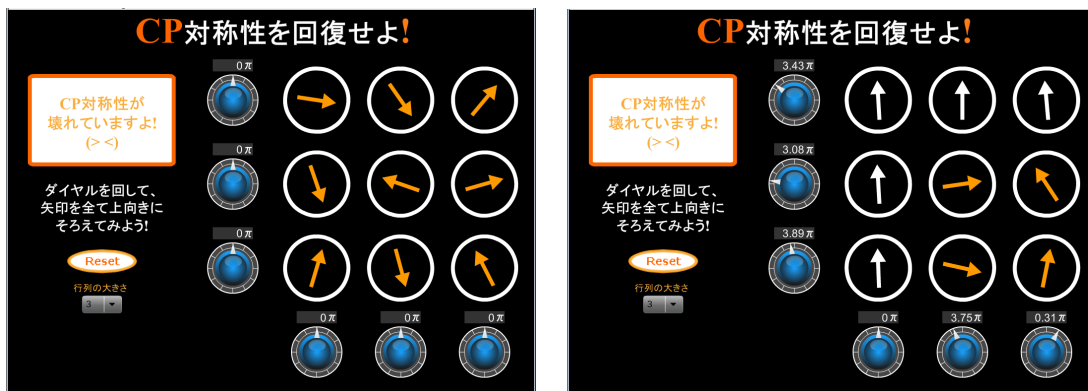 CP対称性を回復せよ!
0π
CP対称性が
壊れていますよ!
(> <)
0π
ダイヤルを回して、
矢印を全て上向きに
そろえてみよう!
0π
Reset
行列の大きさ
3
0π 0π 0π
CP対称性を回復せよ!
3.43π
CP対称性が
壊れていますよ!
(> <)
3.08π
ダイヤルを回して、
矢印を全て上向きに
そろえてみよう!
3.89π
Reset
行列の大きさ
3
0π 3.75π 0.31π